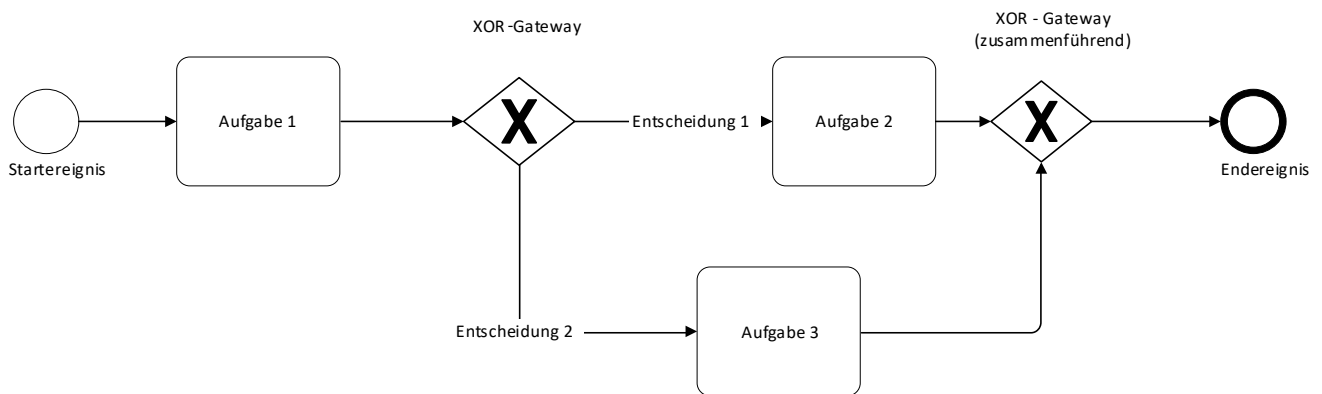 XOR-Gateway
XOR - Gateway
(zusammenführend)
Aufgabe 1
X
Entscheidung 1
Aufgabe 2
X
Startereignis
Endereignis
Entscheidung 2
Aufgabe 3